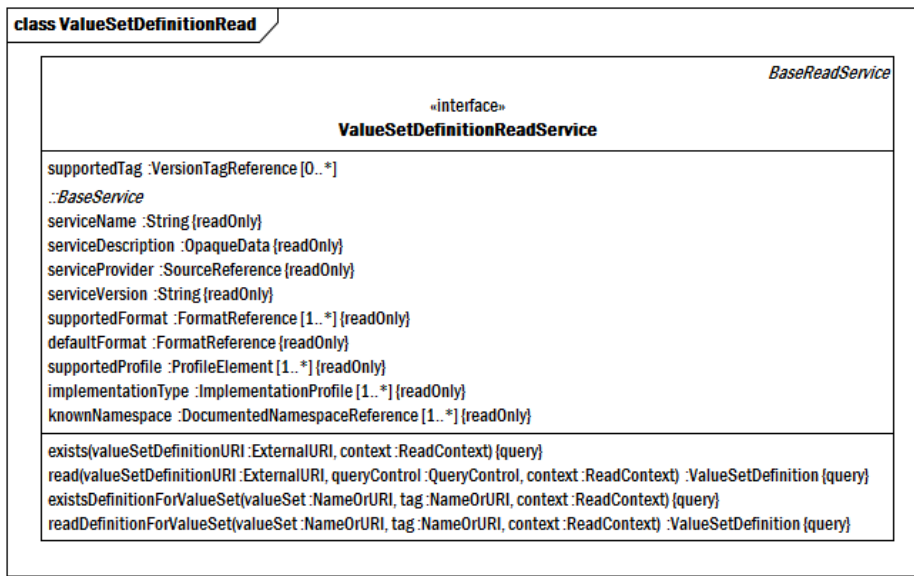 class ValueSetDefinitionRead
BaseReadService
«interface»
ValueSetDefinitionReadService
supportedTag :VersionTagReference [0..*]
::BaseService
serviceName :String {readOnly}
serviceDescription :OpaqueData {readOnly}
serviceProvider :SourceReference {readOnly}
serviceVersion :String {readOnly}
supportedFormat :FormatReference [1..*] {readOnly}
defaultFormat :FormatReference {readOnly}
supportedProfile :ProfileElement [1..*] {readOnly}
implementationType :ImplementationProfile [1..*] {readOnly}
knownNamespace :DocumentedNamespaceReference [1..*] {readOnly}
exists(valueSetDefinitionURI :ExternalURI, context :ReadContext) {query}
read(valueSetDefinitionURI :ExternalURI, queryControl :QueryControl, context :ReadContext) :ValueSetDefinition {query}
existsDefinitionForValueSet(valueSet :NameOrURI, tag :NameOrURI, context :ReadContext) {query}
readDefinitionForValueSet(valueSet :NameOrURI, tag :NameOrURI, context :ReadContext) :ValueSetDefinition {query}